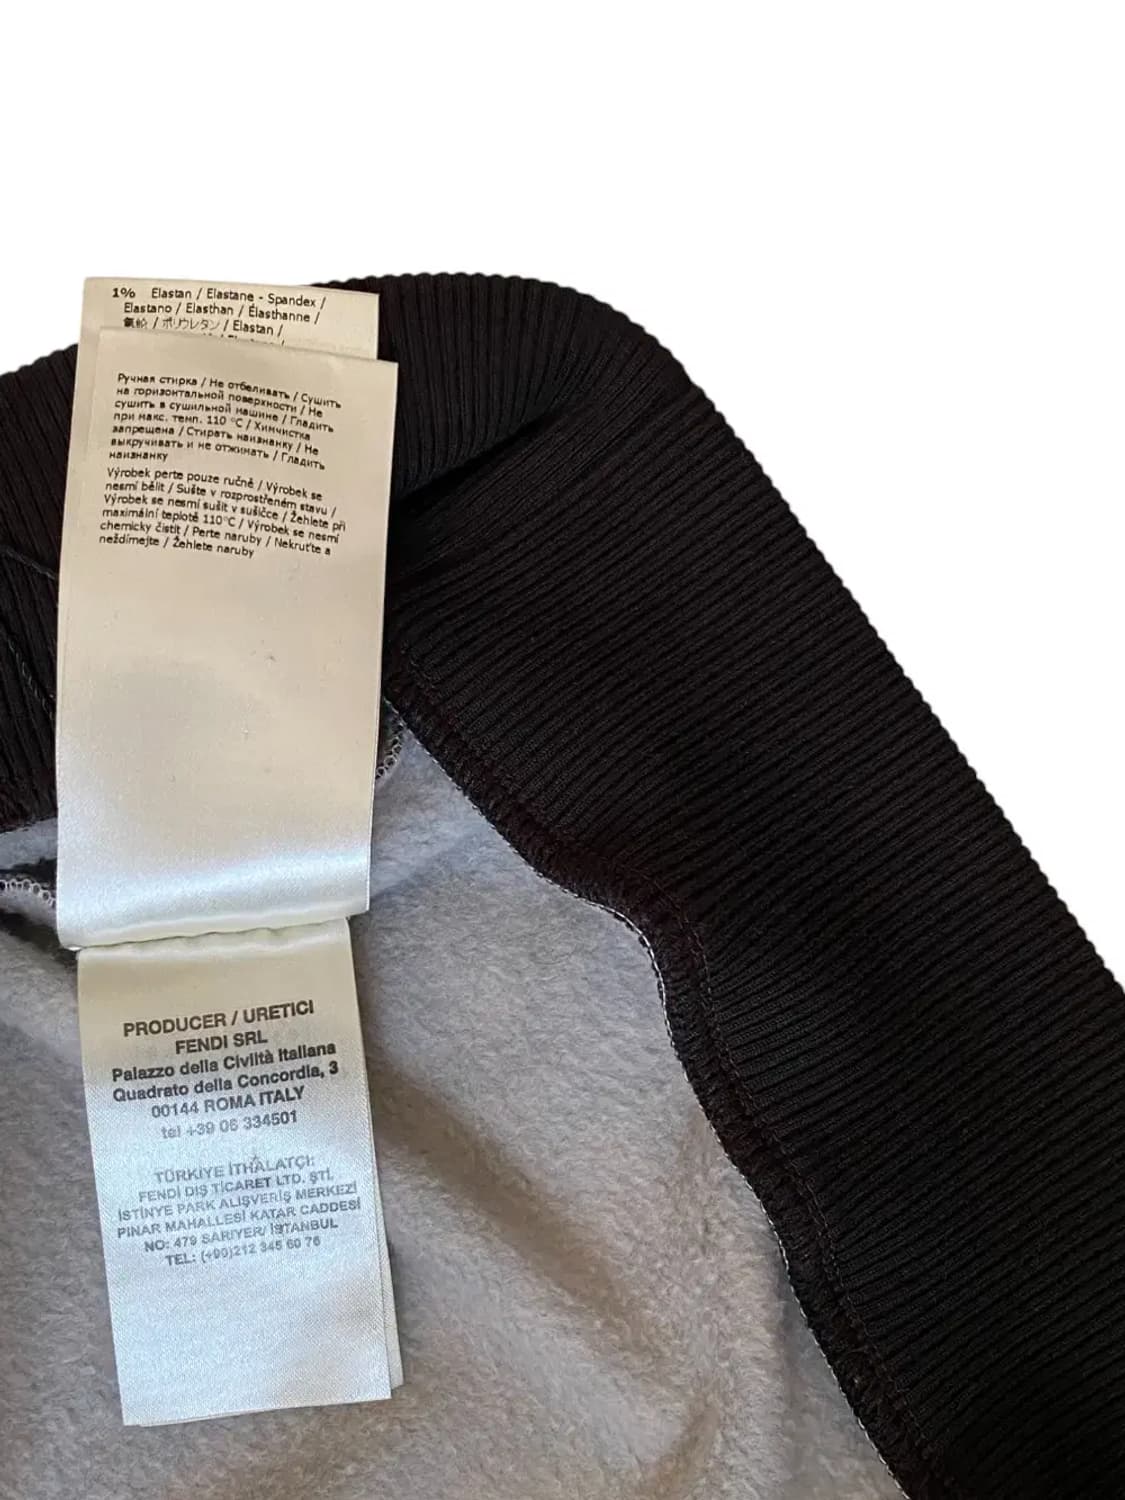 1% Elastan / Elastane - Spandex /
Elastano / Elasthan / Élasthanne /
氨纶 / ポリウレタン / Elastan /
Ручная стирка / Не отбеливать / Сушить
на горизонтальной поверхности / Не
сушить в сушильной машине / Гладить
при макс. темп. 110 °C / Химчистка
запрещена / Стирать наизнанку / Не
выкручивать и не отжимать / Гладить
наизнанку
Výrobek perte pouze ručně / Výrobek se
nesmí bělit / Sušte v rozprostřeném stavu /
Výrobek se nesmí sušit v sušičce / Žehlete při
maximální teplotě 110°C / Výrobek se nesmí
chemicky čistit / Perte naruby / Nekruťte a
neždímejte / Žehlete naruby
PRODUCER / URETICI
FENDI SRL
Palazzo della Civiltà Italiana
Quadrato della Concordia, 3
00144 ROMA ITALY
tel +39 06 334501
TÜRKIYE İTHALATÇI:
FENDİ DIŞ TİCARET LTD. ŞTİ.
İSTİNYE PARK ALIŞVERİŞ MERKEZİ
PINAR MAHALLESİ KATAR CADDESİ
NO: 479 SARIYER/ İSTANBUL
TEL: (+90)212 345 60 76